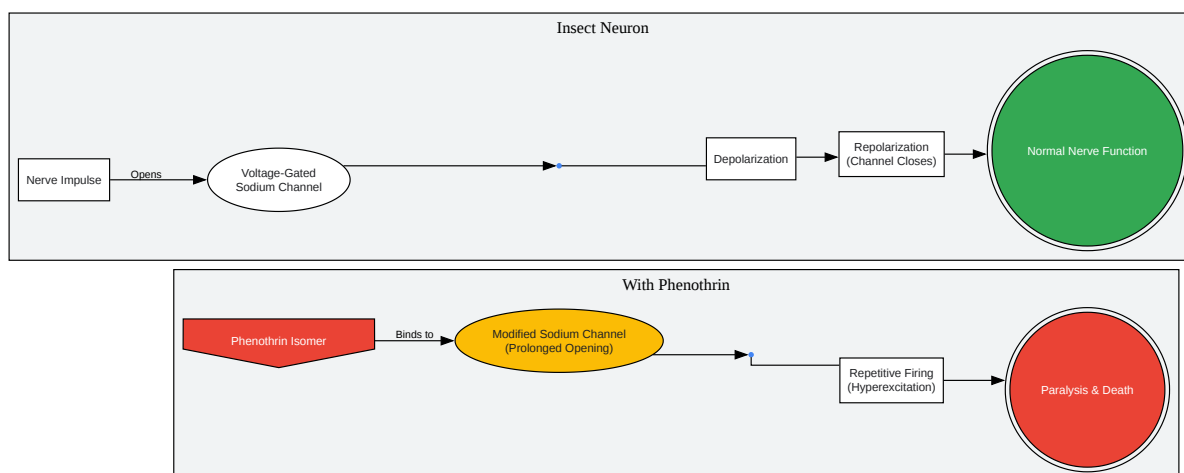 Insect Neuron
Nerve Impulse
Opens
Voltage-Gated
Sodium Channel
Depolarization
Repolarization
(Channel Closes)
Normal Nerve Function
With Phenothrin
Phenothrin Isomer
Binds to
Modified Sodium Channel
(Prolonged Opening)
Repetitive Firing
(Hyperexcitation)
Paralysis & Death